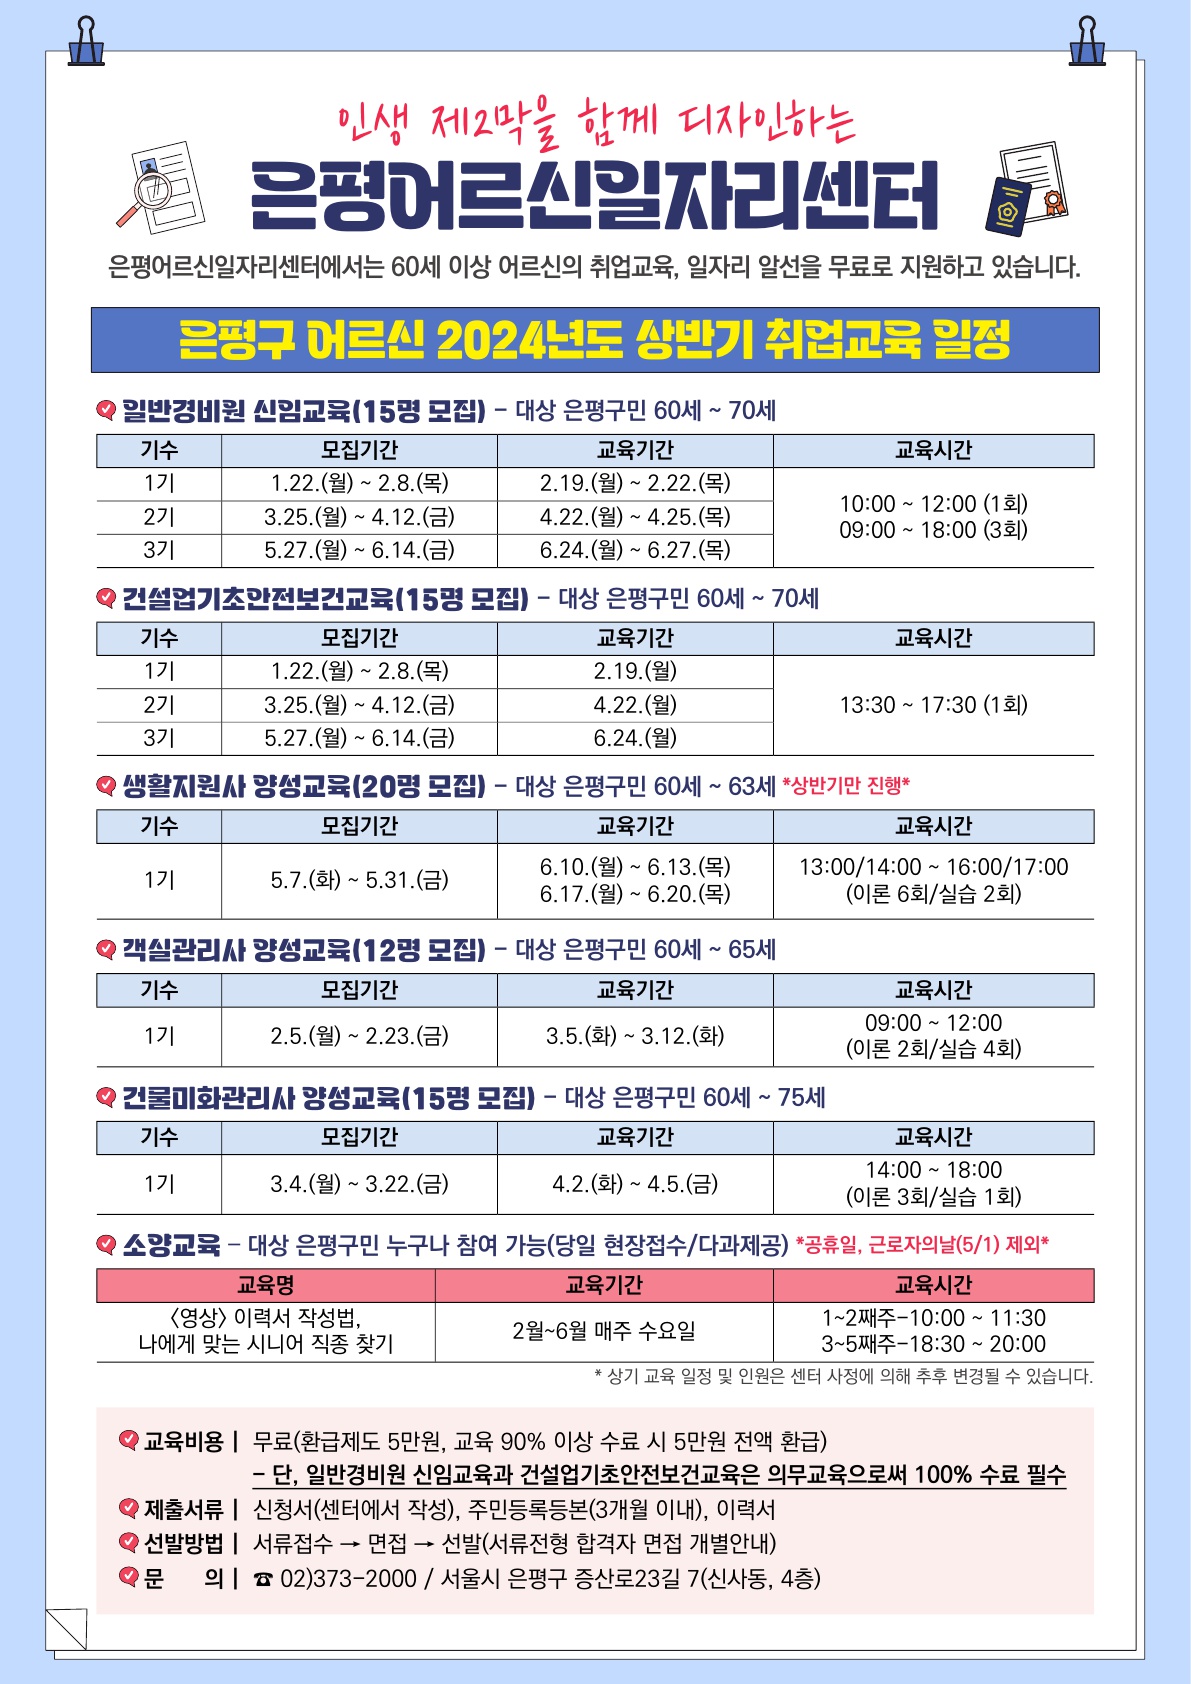 인생 제2막을 함께 디자인하는
은평어르신일자리센터
은평어르신일자리센터에서는 60세 이상 어르신의 취업교육, 일자리 알선을 무료로 지원하고 있습니다.
은평구 어르신 2024년도 상반기 취업교육 일정
일반경비원 신임교육(15명 모집) - 대상 은평구민 60세 ~ 70세
기수 모집기간 교육기간 교육시간
1기 1.22.(월) ~ 2.8.(목) 2.19.(월) ~ 2.22.(목)
2기 3.25.(월) ~ 4.12.(금) 4.22.(월) ~ 4.25.(목)
3기 5.27.(월) ~ 6.14.(금) 6.24.(월) ~ 6.27.(목)
10:00 ~ 12:00 (1회)
09:00 ~ 18:00 (3회)
건설업기초안전보건교육(15명 모집) - 대상 은평구민 60세 ~ 70세
기수 모집기간 교육기간 교육시간
1기 1.22.(월) ~ 2.8.(목) 2.19.(월)
2기 3.25.(월) ~ 4.12.(금) 4.22.(월) 13:30 ~ 17:30 (1회)
3기 5.27.(월) ~ 6.14.(금) 6.24.(월)
생활지원사 양성교육(20명 모집) - 대상 은평구민 60세 ~ 63세 *상반기만 진행*
기수 모집기간 교육기간 교육시간
1기 5.7.(화) ~ 5.31.(금)
6.10.(월) ~ 6.13.(목)
6.17.(월) ~ 6.20.(목)
13:00/14:00 ~ 16:00/17:00
(이론 6회/실습 2회)
객실관리사 양성교육(12명 모집) - 대상 은평구민 60세 ~ 65세
기수 모집기간 교육기간 교육시간
1기 2.5.(월) ~ 2.23.(금) 3.5.(화) ~ 3.12.(화)
09:00 ~ 12:00
(이론 2회/실습 4회)
건물미화관리사 양성교육(15명 모집) - 대상 은평구민 60세 ~ 75세
기수 모집기간 교육기간 교육시간
1기 3.4.(월) ~ 3.22.(금) 4.2.(화) ~ 4.5.(금)
14:00 ~ 18:00
(이론 3회/실습 1회)
소양교육 - 대상 은평구민 누구나 참여 가능(당일 현장접수/다과제공) *공휴일, 근로자의날(5/1) 제외*
교육명 교육기간 교육시간
〈영상〉 이력서 작성법,
나에게 맞는 시니어 직종 찾기
2월~6월 매주 수요일
1~2째주-10:00 ~ 11:30
3~5째주-18:30 ~ 20:00
* 상기 교육 일정 및 인원은 센터 사정에 의해 추후 변경될 수 있습니다.
교육비용 | 무료(환급제도 5만원, 교육 90% 이상 수료 시 5만원 전액 환급)
- 단, 일반경비원 신임교육과 건설업기초안전보건교육은 의무교육으로써 100% 수료 필수
제출서류 | 신청서(센터에서 작성), 주민등록등본(3개월 이내), 이력서
선발방법 | 서류접수 → 면접 → 선발(서류전형 합격자 면접 개별안내)
문 의 | ☎ 02)373-2000 / 서울시 은평구 증산로23길 7(신사동, 4층)